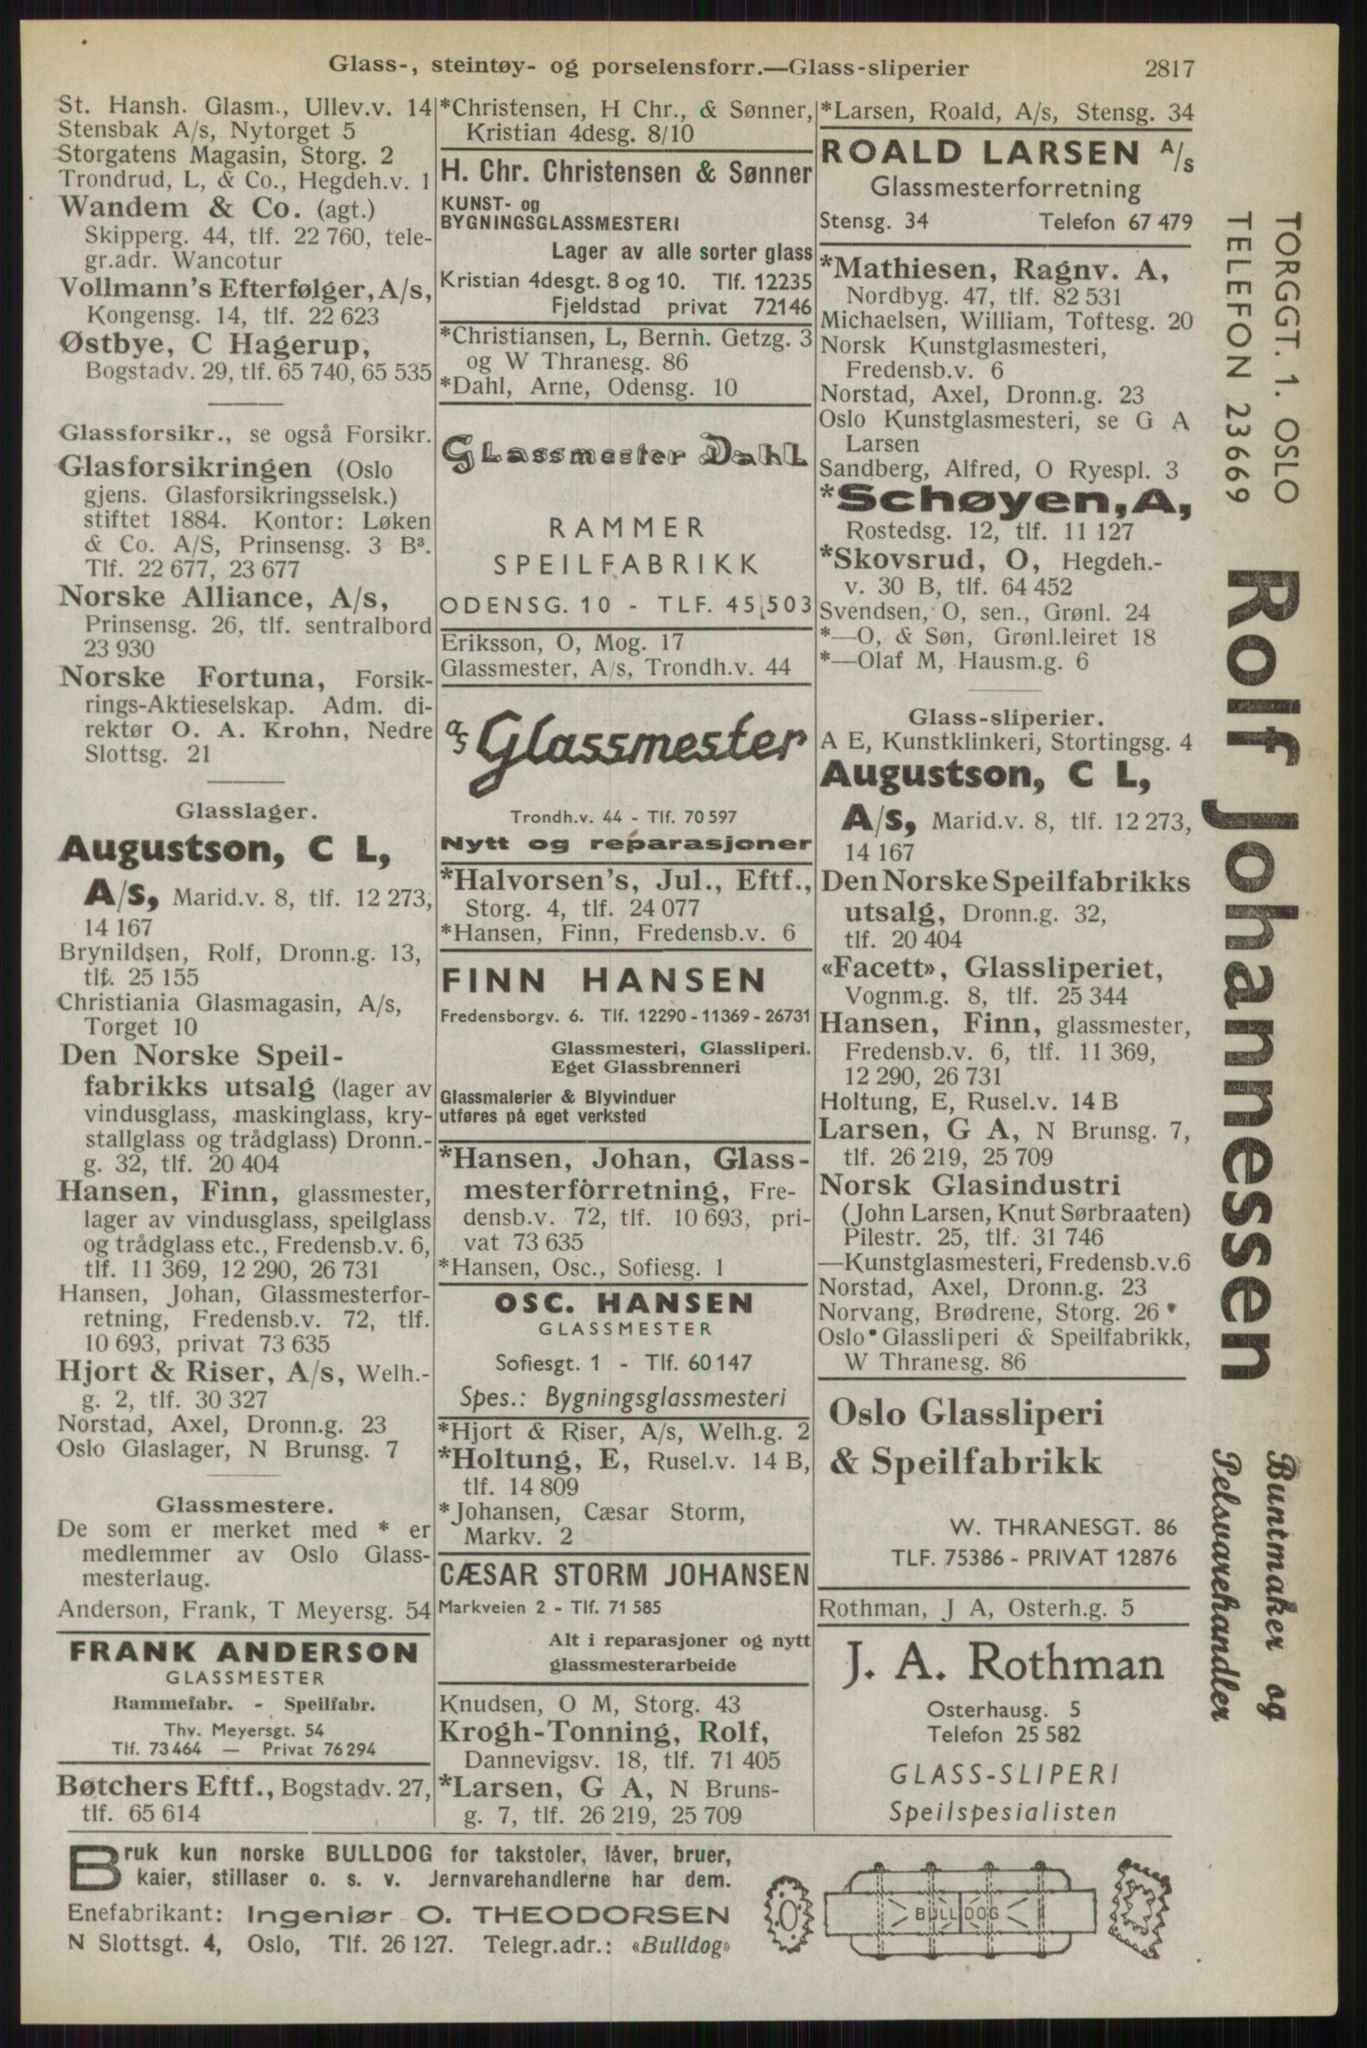 Glass-, steintøy- og porselensforr.—Glass-sliperier 2817
St. Hansh. Glasm., Ullev.v. 14
Stensbak A/s, Nytorget 5
Storgatens Magasin, Storg. 2
Trondrud, L, & Co., Hegdeh.v. 1
Wandem & Co. (agt.)
Skipperg. 44, tlf. 22 760, tele-
gr.adr. Wancotur
Vollmann's Efterfølger, A/s,
Kongensg. 14, tlf. 22 623
Østbye, C Hagerup,
Bogstadv. 29, tlf. 65 740, 65 535
Glassforsikr., se også Forsikr.
Glasforsikringen (Oslo
gjens. Glasforsikringsselsk.)
stiftet 1884. Kontor: Løken
& Co. A/S, Prinsensg. 3 B³.
Tlf. 22 677, 23 677
Norske Alliance, A/s,
Prinsensg. 26, tlf. sentralbord
23 930
Norske Fortuna, Forsik-
rings-Aktieselskap. Adm. di-
rektør O. A. Krohn, Nedre
Slottsg. 21
Glasslager.
Augustson, C L,
A/s, Marid.v. 8, tlf. 12 273,
14 167
Brynildsen, Rolf, Dronn.g. 13,
tlf. 25 155
Christiania Glasmagasin, A/s,
Torget 10
Den Norske Speil-
fabrikks utsalg (lager av
vindusglass, maskinglass, kry-
stallglass og trådglass) Dronn.-
g. 32, tlf. 20 404
Hansen, Finn, glassmester,
lager av vindusglass, speilglass
og trådglass etc., Fredensb.v. 6,
tlf. 11 369, 12 290, 26 731
Hansen, Johan, Glassmesterfor-
retning, Fredensb.v. 72, tlf.
10 693, privat 73 635
Hjort & Riser, A/s, Welh.-
g. 2, tlf. 30 327
Norstad, Axel, Dronn.g. 23
Oslo Glaslager, N Brunsg. 7
Glassmestere.
De som er merket med * er
medlemmer av Oslo Glass-
mesterlaug.
Anderson, Frank, T Meyersg. 54
FRANK ANDERSON
GLASSMESTER
Rammefabr. - Speilfabr.
Thv. Meyersgt. 54
Tlf. 73 464 — Privat 76 294
Bøtchers Eftf., Bogstadv. 27,
tlf. 65 614
*Christensen, H Chr., & Sønner,
Kristian 4desg. 8/10
H. Chr. Christensen & Sønner
KUNST- og
BYGNINGSGLASSMESTERI
Lager av alle sorter glass
Kristian 4desgt. 8 og 10. Tlf. 12235
Fjeldstad privat 72146
*Christiansen, L, Bernh. Getzg. 3
og W Thranesg. 86
*Dahl, Arne, Odensg. 10
Glassmester Dahl
RAMMER
SPEILFABRIKK
ODENSG. 10 - TLF. 45 503
Eriksson, O, Mog. 17
Glassmester, A/s, Trondh.v. 44
a/s Glassmester
Trondh.v. 44 - Tlf. 70 597
Nytt og reparasjoner
*Halvorsen's, Jul., Eftf.,
Storg. 4, tlf. 24 077
*Hansen, Finn, Fredensb.v. 6
FINN HANSEN
Fredensborgv. 6. Tlf. 12290 - 11369 - 26731
Glassmesteri, Glassliperi.
Eget Glassbrenneri
Glassmalerier & Blyvinduer
utføres på eget verksted
*Hansen, Johan, Glass-
mesterforretning, Fre-
densb.v. 72, tlf. 10 693, pri-
vat 73 635
*Hansen, Osc., Sofiesg. 1
OSC. HANSEN
GLASSMESTER
Sofiesgt. 1 - Tlf. 60 147
Spes.: Bygningsglassmesteri
*Hjort & Riser, A/s, Welh.g. 2
*Holtung, E, Rusel.v. 14 B,
tlf. 14 809
*Johansen, Cæsar Storm,
Markv. 2
CÆSAR STORM JOHANSEN
Markveien 2 - Tlf. 71 585
Alt i reparasjoner og nytt
glassmesterarbeide
Knudsen, O M, Storg. 43
Krogh-Tonning, Rolf,
Dannevigsv. 18, tlf. 71 405
*Larsen, G A, N Bruns-
g. 7, tlf. 26 219, 25 709
*Larsen, Roald, A/s, Stensg. 34
ROALD LARSEN A/s
Glassmesterforretning
Stensg. 34 Telefon 67 479
*Mathiesen, Ragnv. A,
Nordbyg. 47, tlf. 82 531
Michaelsen, William, Toftesg. 20
Norsk Kunstglasmesteri,
Fredensb.v. 6
Norstad, Axel, Dronn.g. 23
Oslo Kunstglasmesteri, se G A
Larsen
Sandberg, Alfred, O Ryespl. 3
*Schøyen, A,
Rostedsg. 12, tlf. 11 127
*Skovsrud, O, Hegdeh.-
v. 30 B, tlf. 64 452
Svendsen, O, sen., Grønl. 24
*—O, & Søn, Grønl.leiret 18
*—Olaf M, Hausm.g. 6
Glass-sliperier.
A E, Kunstklinkeri, Stortingsg. 4
Augustson, C L,
A/s, Marid.v. 8, tlf. 12 273,
14 167
Den Norske Speilfabrikks
utsalg, Dronn.g. 32,
tlf. 20 404
«Facett», Glassliperiet,
Vognm.g. 8, tlf. 25 344
Hansen, Finn, glassmester,
Fredensb.v. 6, tlf. 11 369,
12 290, 26 731
Holtung, E, Rusel.v. 14 B
Larsen, G A, N Brunsg. 7,
tlf. 26 219, 25 709
Norsk Glasindustri
(John Larsen, Knut Sørbraaten)
Pilestr. 25, tlf. 31 746
—Kunstglasmesteri, Fredensb.v.6
Norstad, Axel, Dronn.g. 23
Norvang, Brødrene, Storg. 26
Oslo Glassliperi & Speilfabrikk,
W Thranesg. 86
Oslo Glassliperi
& Speilfabrikk
W. THRANESGT. 86
TLF. 75386 - PRIVAT 12876
Rothman, J A, Osterh.g. 5
J. A. Rothman
Osterhausg. 5
Telefon 25 582
GLASS-SLIPERI
Speilspesialisten
TORGGT. 1. OSLO
TELEFON 23669
Rolf Johannessen
Buntmaker og
Pelsvarehandler
Bruk kun norske BULLDOG for takstoler, låver, bruer,
kaier, stillaser o. s. v. Jernvarehandlerne har dem.
Enefabrikant: Ingeniør O. THEODORSEN
N Slottsgt. 4, Oslo, Tlf. 26 127. Telegr.adr.: «Bulldog»
BULLDOG